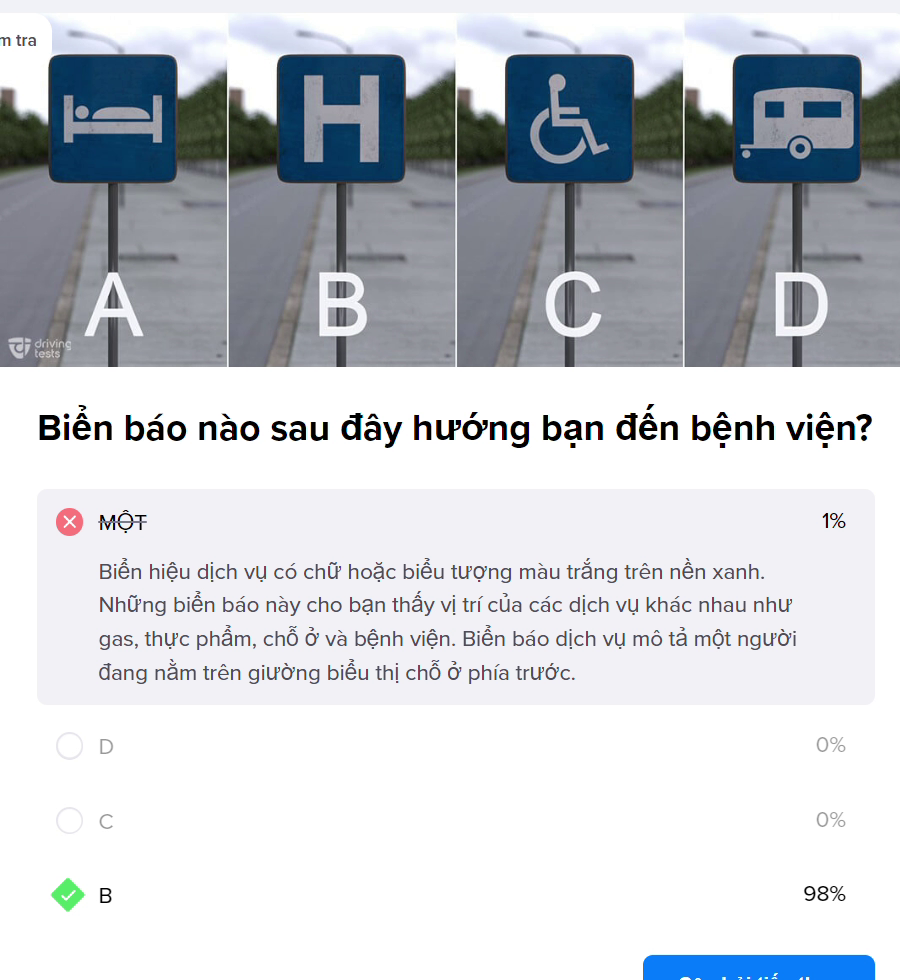 m tra
H
A
B
C
D
driving
tests
Biển báo nào sau đây hướng bạn đến bệnh viện?
MỘT
1%
Biển hiệu dịch vụ có chữ hoặc biểu tượng màu trắng trên nền xanh.
Những biển báo này cho bạn thấy vị trí của các dịch vụ khác nhau như
gas, thực phẩm, chỗ ở và bệnh viện. Biển báo dịch vụ mô tả một người
đang nằm trên giường biểu thị chỗ ở phía trước.
D
0%
C
0%
B
98%